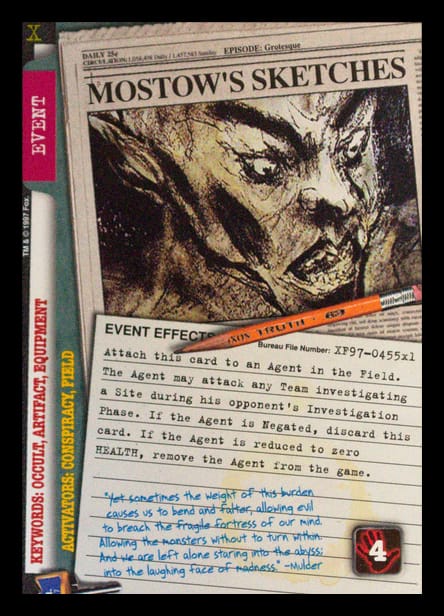 X
DAILY 25¢
CIRCULATION: 1,058,498 Daily / 1,457,583 Sunday
EPISODE: Grotesque
MOSTOW'S SKETCHES
EVENT
TM & © 1997 Fox.
KEYWORDS: OCCULT, ARTIFACT, EQUIPMENT
ACTIVATORS: CONSPIRACY, FIELD
TRUTH
EVENT EFFECTS
Bureau File Number: XF97-0455x1
Attach this card to an Agent in the Field.
The Agent may attack any Team investigating
a Site during his opponent's Investigation
Phase. If the Agent is Negated, discard this
card. If the Agent is reduced to zero
HEALTH, remove the Agent from the game.
"Yet sometimes the weight of this burden
causes us to bend and falter, allowing evil
to breach the fragile fortress of our mind.
Allowing the monsters without to turn within.
And we are left alone staring into the abyss:
into the laughing face of madness." -Mulder
4